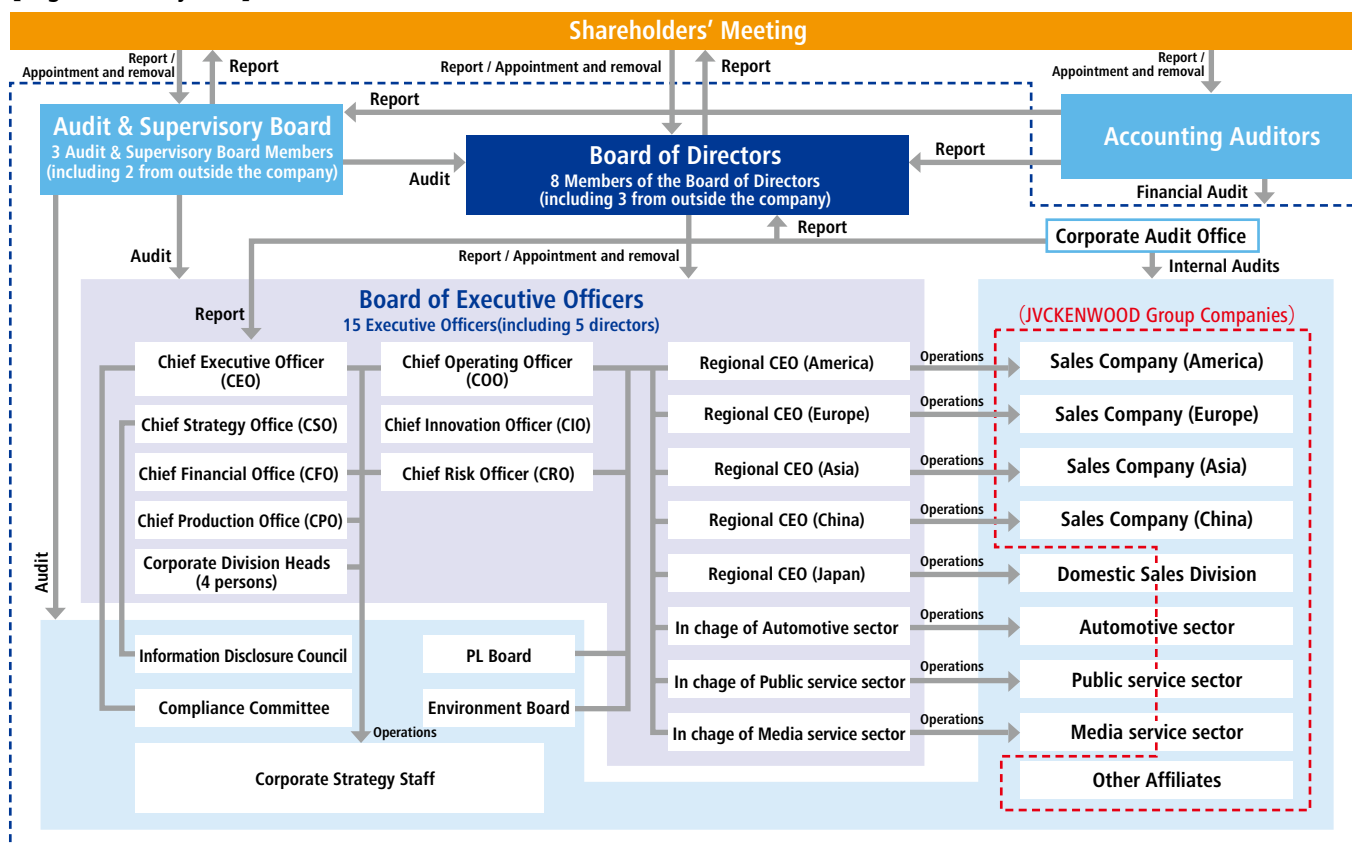 Shareholders' Meeting
Report /
Appointment and removal
Report
Report / Appointment and removal
Report
Report /
Appointment and removal
Report
Audit & Supervisory Board
3 Audit & Supervisory Board Members
(including 2 from outside the company)
Audit
Board of Directors
8 Members of the Board of Directors
(including 3 from outside the company)
Report
Accounting Auditors
Financial Audit
Audit
Report / Appointment and removal
Report
Corporate Audit Office
Internal Audits
Report
Board of Executive Officers
15 Executive Officers(including 5 directors)
(JVCKENWOOD Group Companies)
Chief Executive Officer
(CEO)
Chief Operating Officer
(COO)
Regional CEO (America)
Operations
Sales Company (America)
Chief Strategy Office (CSO)
Chief Innovation Officer (CIO)
Regional CEO (Europe)
Operations
Sales Company (Europe)
Chief Financial Office (CFO)
Chief Risk Officer (CRO)
Regional CEO (Asia)
Operations
Sales Company (Asia)
Chief Production Office (CPO)
Regional CEO (China)
Operations
Sales Company (China)
Corporate Division Heads
(4 persons)
Regional CEO (Japan)
Operations
Domestic Sales Division
Audit
In chage of Automotive sector
Operations
Automotive sector
Information Disclosure Council
PL Board
In chage of Public service sector
Operations
Public service sector
Compliance Committee
Environment Board
In chage of Media service sector
Operations
Media service sector
Operations
Corporate Strategy Staff
Other Affiliates